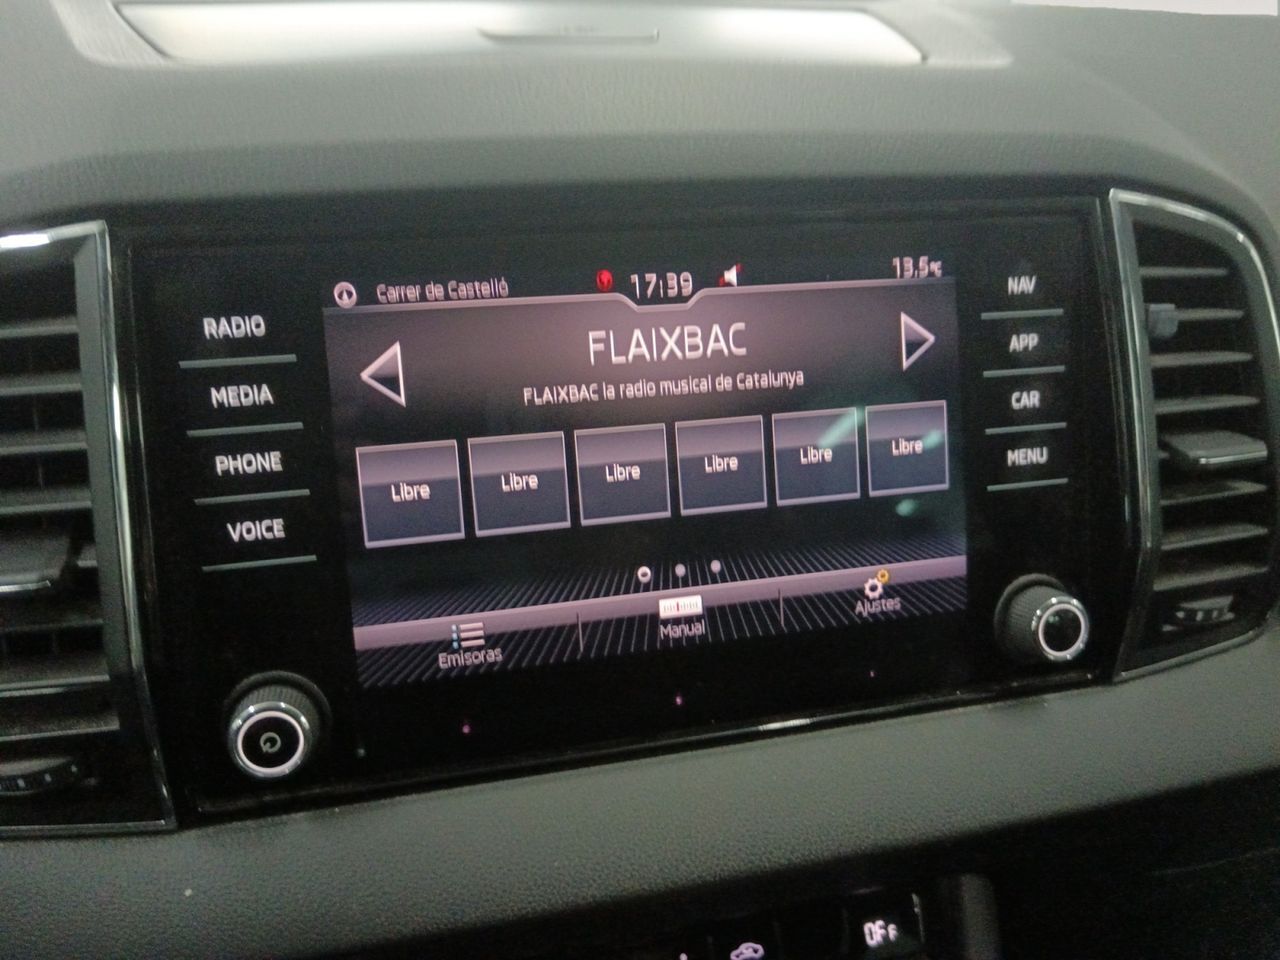 Carrer de Castelló 17:39 13,5°C
RADIO
MEDIA
PHONE
VOICE
FLAIXBAC
FLAIXBAC la radio musical de Catalunya
Libre Libre Libre Libre Libre Libre
Emisoras Manual Ajustes
NAV
APP
CAR
MENU
OFF